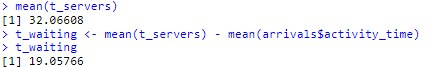 > mean(t_servers)
[1] 32.06608
> t_waiting <- mean(t_servers) - mean(arrivals$activity_time)
> t_waiting
[1] 19.05766